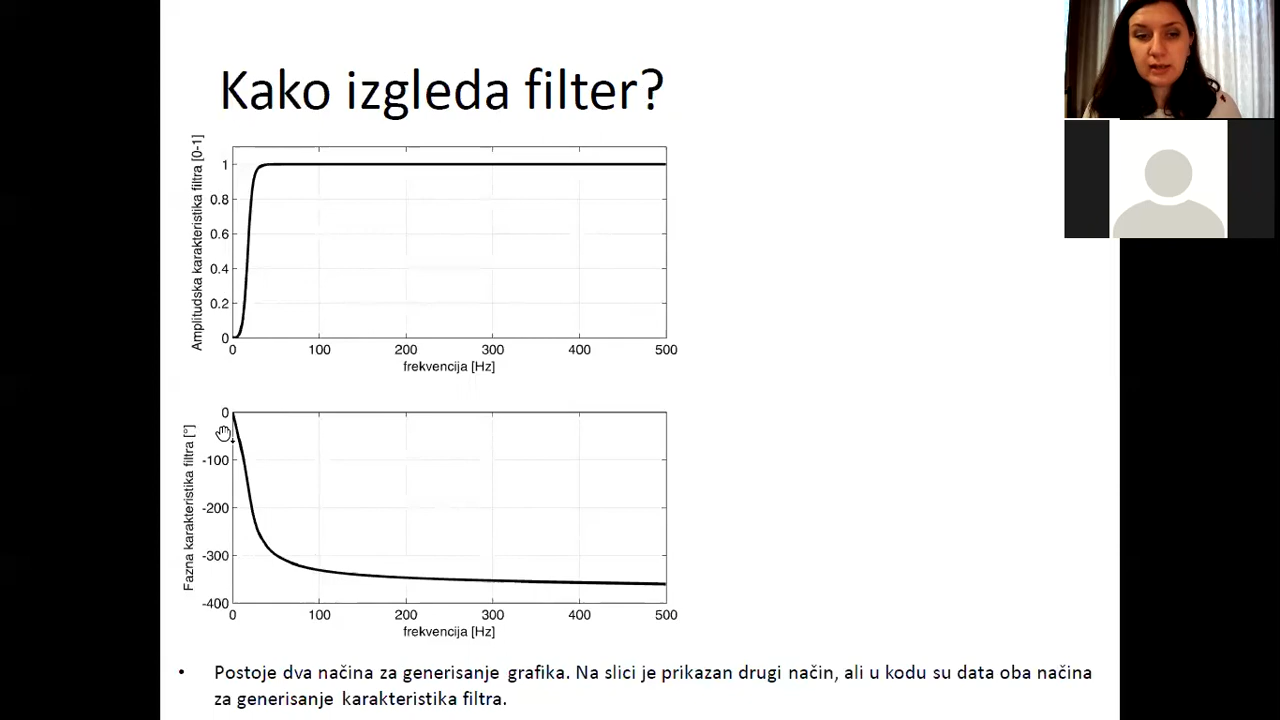 Kako izgleda filter?
Amplitudska karakteristika filtra [0-1]
1
0.8
0.6
0.4
0.2
0
0 100 200 300 400 500
frekvencija [Hz]
Fazna karakteristika filtra [°]
0
-100
-200
-300
-400
0 100 200 300 400 500
frekvencija [Hz]
• Postoje dva načina za generisanje grafika. Na slici je prikazan drugi način, ali u kodu su data oba načina
za generisanje karakteristika filtra.